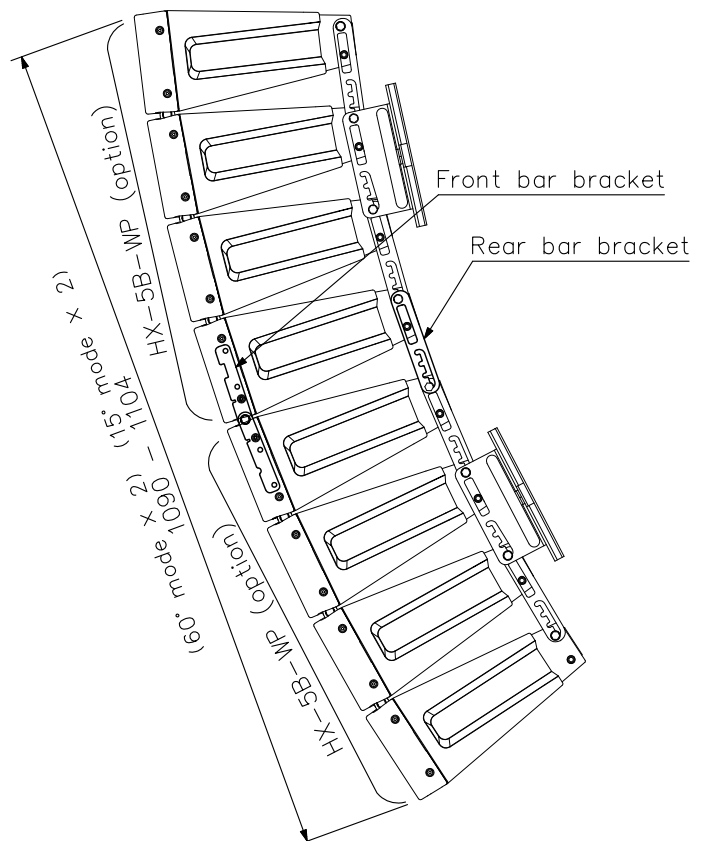 Front bar bracket
Rear bar bracket
HX-5B-WP (option)
(60° mode × 2) (15° mode × 2)
1090 - 1104
HX-5B-WP (option)